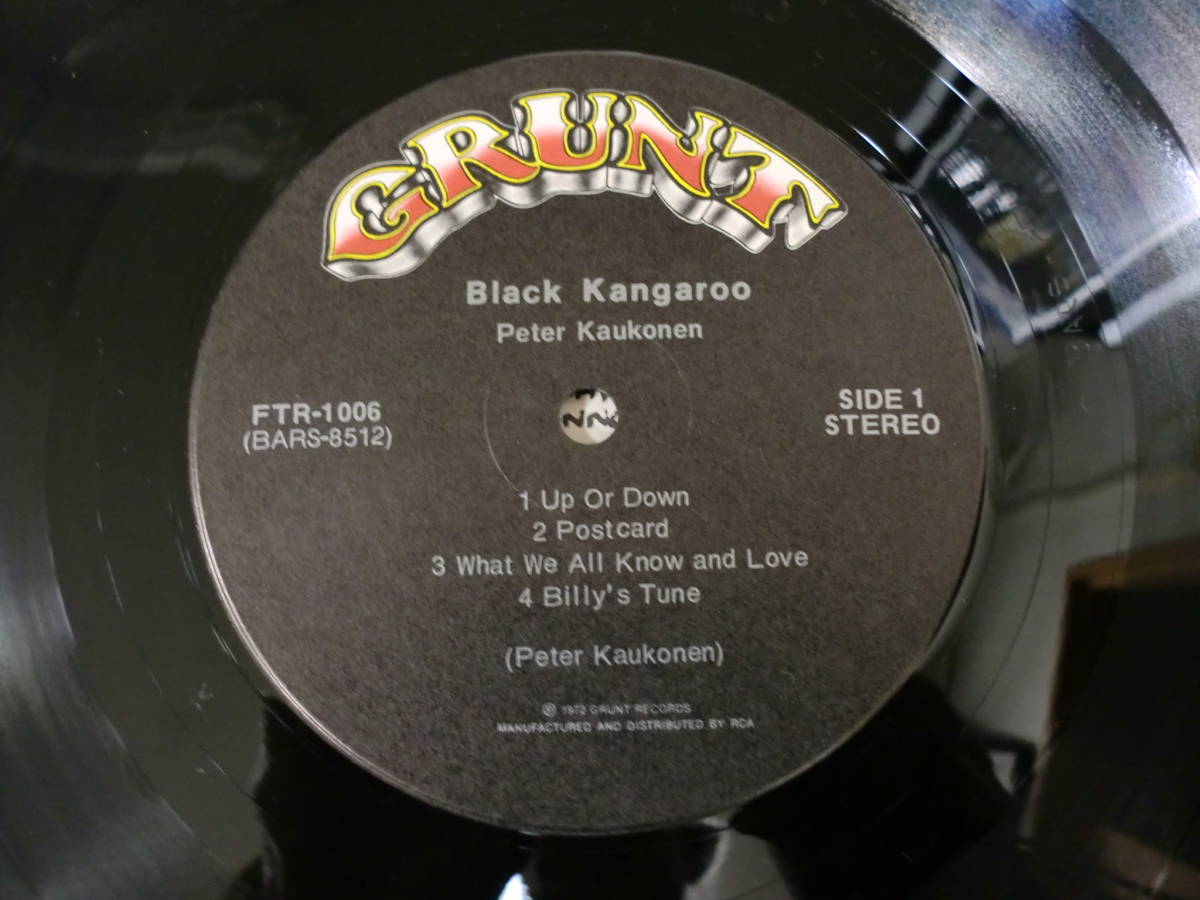 GRUNT
Black Kangaroo
Peter Kaukonen
FTR-1006
(BARS-8512)
SIDE 1
STEREO
1 Up Or Down
2 Postcard
3 What We All Know and Love
4 Billy's Tune
(Peter Kaukonen)
℗ 1972 GRUNT RECORDS
MANUFACTURED AND DISTRIBUTED BY RCA